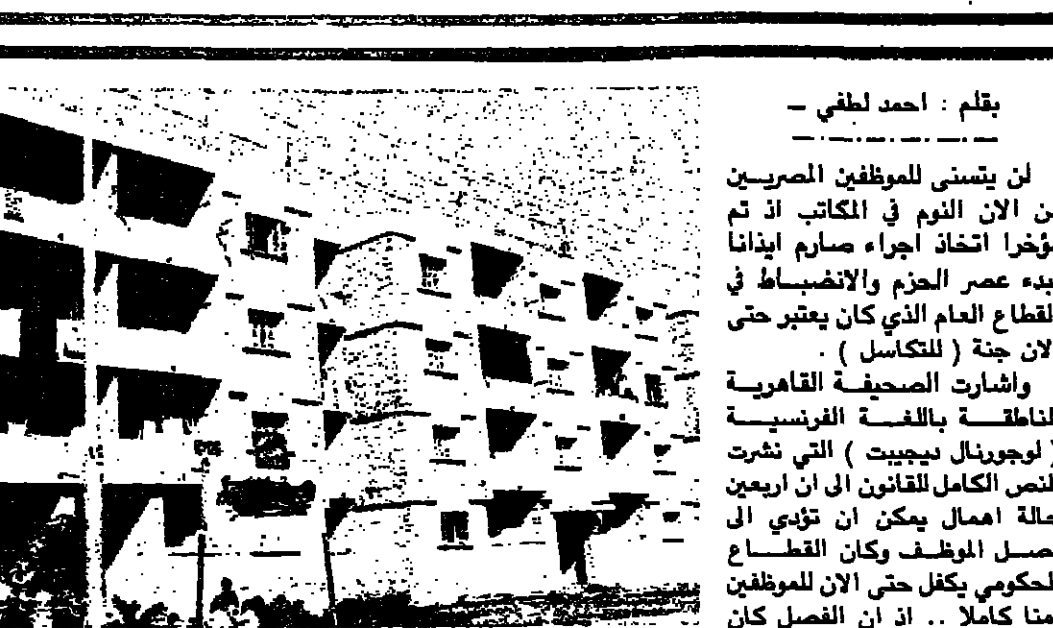 بقلم : احمد لطفي –
لن يتسنى للموظفين المصريين
من الان النوم في المكاتب اذ تم
مؤخرا اتخاذ اجراء صارم ايذانا
ببدء عصر الحزم والانضباط في
القطاع العام الذي كان يعتبر حتى
الان جنة ( للتكاسل ) .
واشارت الصحيفة القاهرية
الناطقة باللغة الفرنسية
( لوجورنال ديجيبت ) التي نشرت
النص الكامل للقانون الى ان اربعين
حالة اهمال يمكن ان تؤدي الى
فصل الموظف وكان القطاع
الحكومي يكفل حتى الان للموظفين
امنا كاملا .. اذ ان الفصل كان